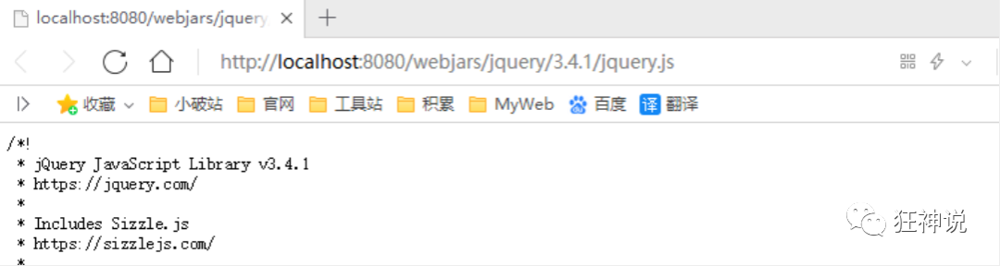 localhost:8080/webjars/jquery
http://localhost:8080/webjars/jquery/3.4.1/jquery.js
收藏 小破站 官网 工具站 积累 MyWeb 百度 译 翻译
/*!
* jQuery JavaScript Library v3.4.1
* https://jquery.com/
*
* Includes Sizzle.js
* https://sizzlejs.com/
*
狂神说